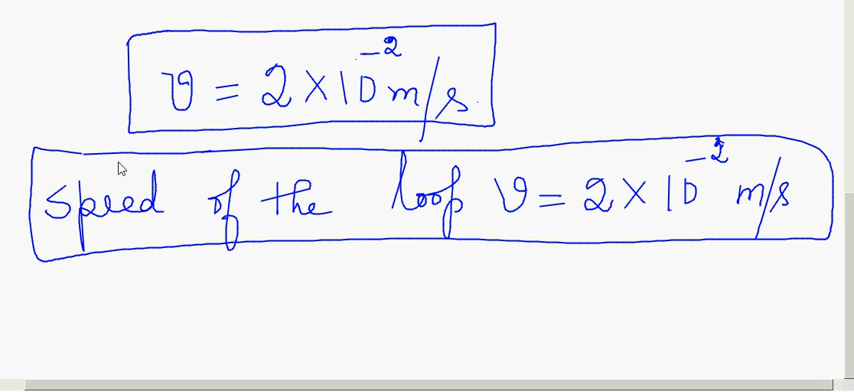 v = 2 × 10⁻² m/s.
Speed of the loop v = 2 × 10⁻² m/s